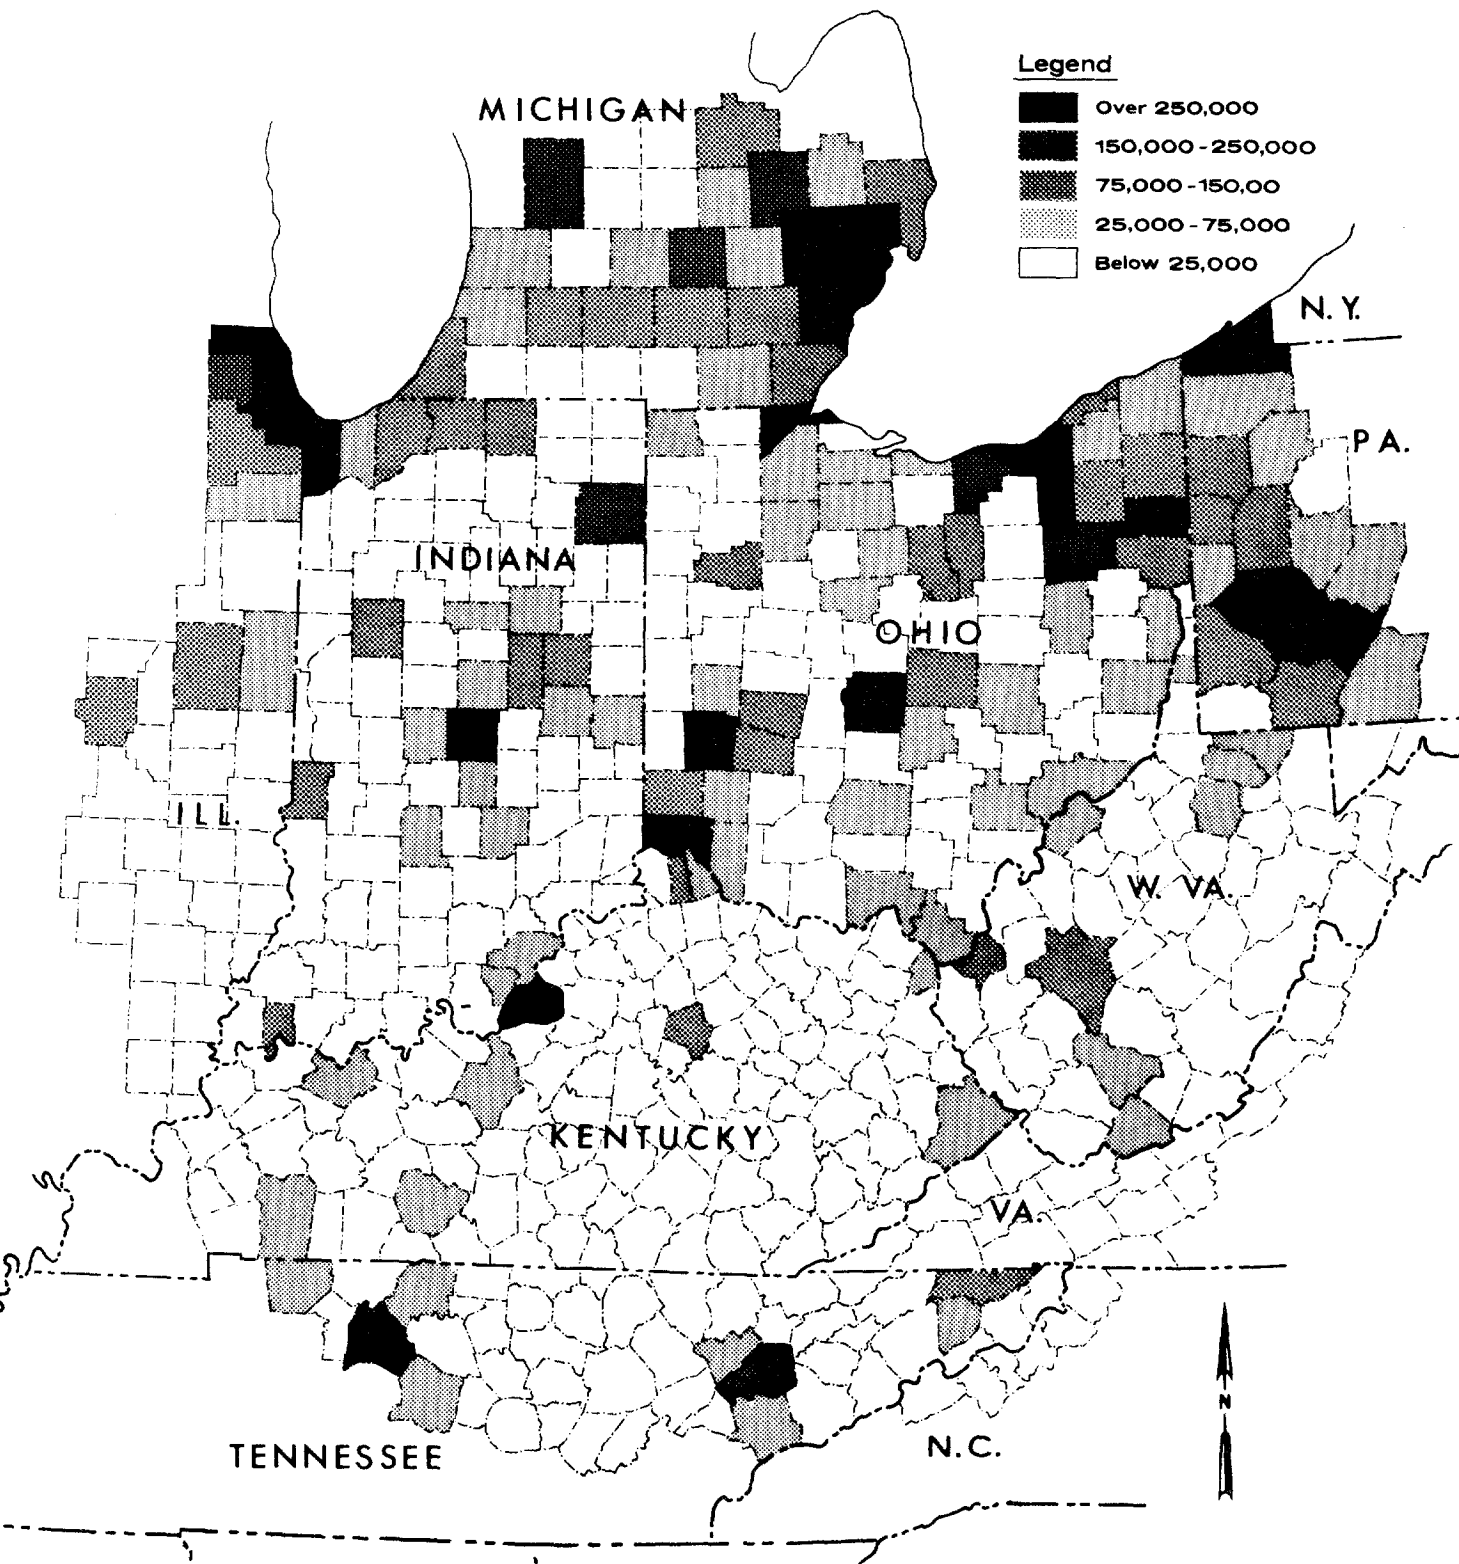 Legend
Over 250,000
150,000-250,000
75,000-150,00
25,000-75,000
Below 25,000
MICHIGAN
N.Y.
PA.
INDIANA
OHIO
ILL.
W. VA.
KENTUCKY
VA.
TENNESSEE
N.C.
N